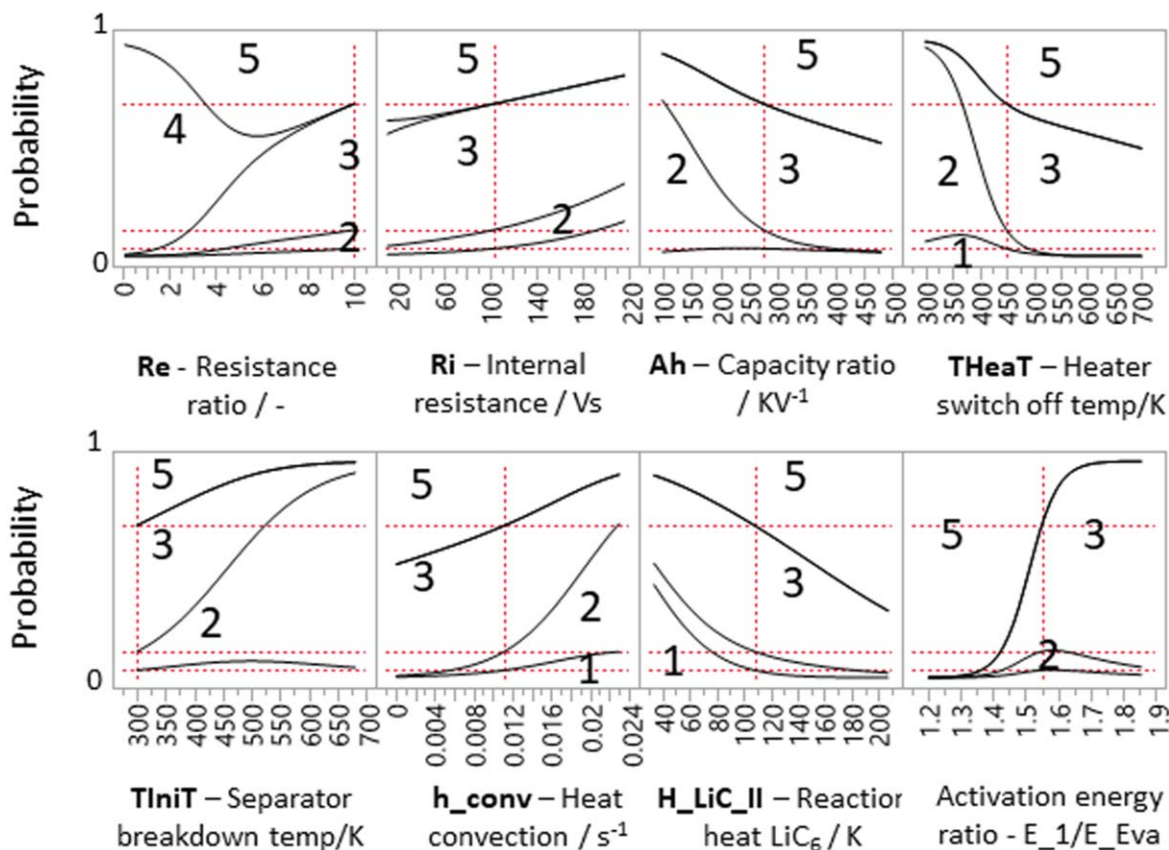 1
5 5 5 5
4 3 2 3 2 3
3
2 2 1
Probability
0
0 2 4 6 8 10 20 60 100 140 180 220 100 150 200 250 300 350 400 450 500 300 350 400 450 500 550 600 650 700
Re - Resistance
ratio / -
Ri – Internal
resistance / Vs
Ah – Capacity ratio
/ KV-1
THeaT – Heater
switch off temp/K
1
5 5 5 5 3
3 3 3
2 2
1 1 2
Probability
0
300 350 400 450 500 550 600 650 700 0 0.004 0.008 0.012 0.016 0.002 0.024 40 60 80 100 120 140 160 200 1.2 1.3 1.4 1.5 1.6 1.7 1.8 1.9
TIniT – Separator
breakdown temp/K
h_conv – Heat
convection / s-1
H_LiC_II – Reaction
heat LiC6 / K
Activation energy
ratio - E_1/E_Eva